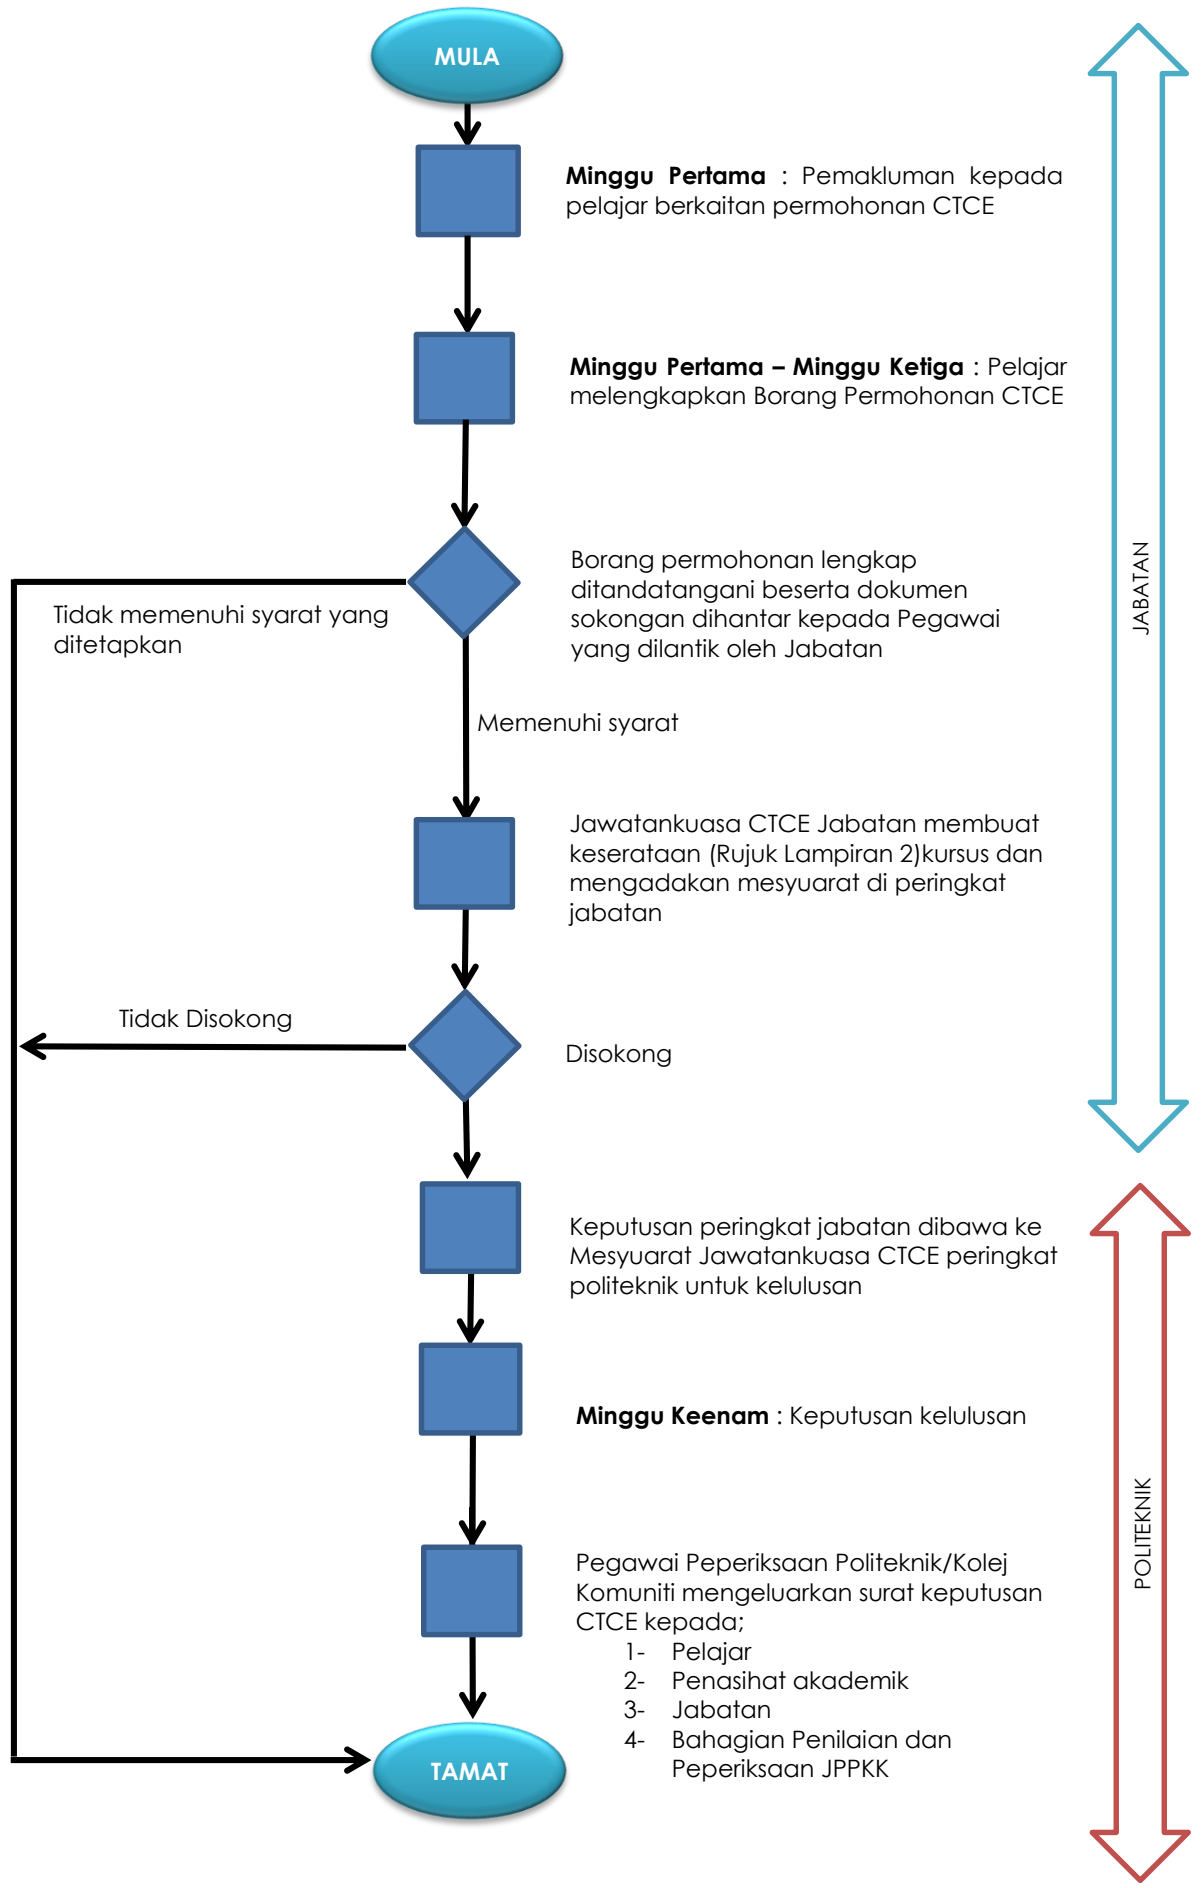 MULA
Minggu Pertama : Pemakluman kepada
pelajar berkaitan permohonan CTCE
Minggu Pertama – Minggu Ketiga : Pelajar
melengkapkan Borang Permohonan CTCE
Borang permohonan lengkap
ditandatangani beserta dokumen
sokongan dihantar kepada Pegawai
yang dilantik oleh Jabatan
Tidak memenuhi syarat yang
ditetapkan
Memenuhi syarat
Jawatankuasa CTCE Jabatan membuat
keserataan (Rujuk Lampiran 2)kursus dan
mengadakan mesyuarat di peringkat
jabatan
Tidak Disokong
Disokong
JABATAN
Keputusan peringkat jabatan dibawa ke
Mesyuarat Jawatankuasa CTCE peringkat
politeknik untuk kelulusan
Minggu Keenam : Keputusan kelulusan
Pegawai Peperiksaan Politeknik/Kolej
Komuniti mengeluarkan surat keputusan
CTCE kepada;
1- Pelajar
2- Penasihat akademik
3- Jabatan
4- Bahagian Penilaian dan
Peperiksaan JPPKK
TAMAT
POLITEKNIK